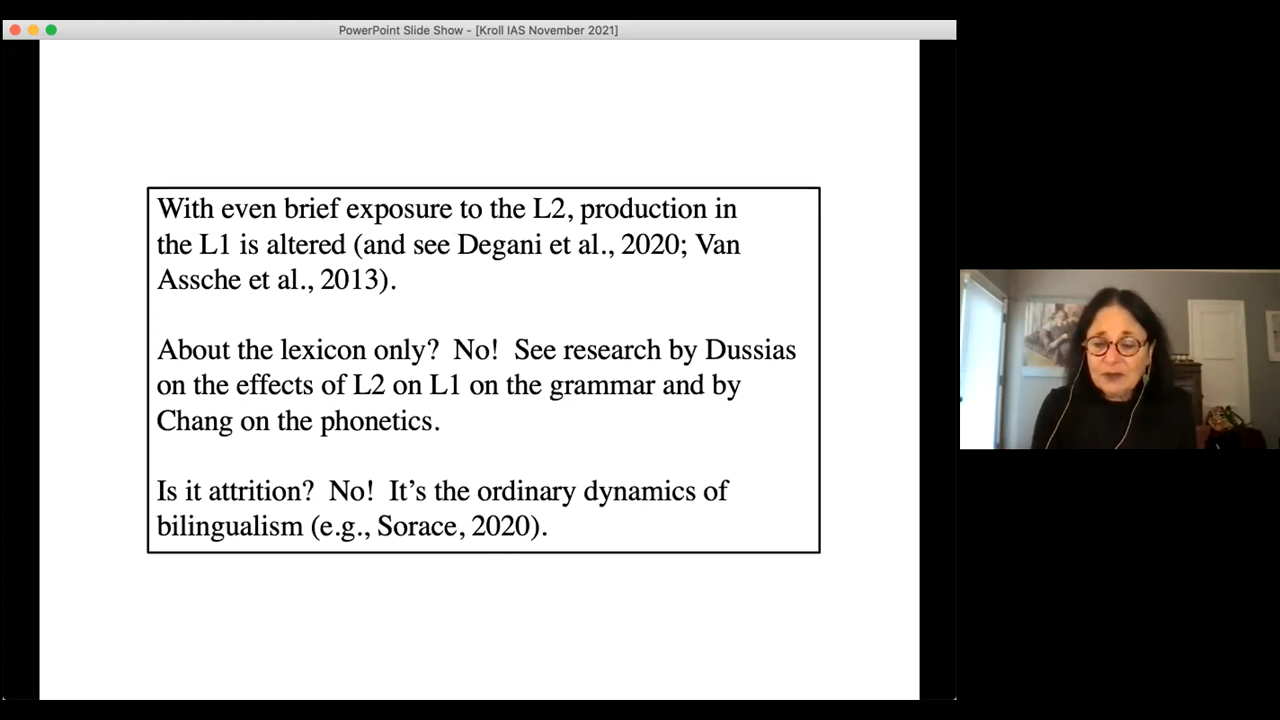 PowerPoint Slide Show - [Kroll IAS November 2021]
With even brief exposure to the L2, production in
the L1 is altered (and see Degani et al., 2020; Van
Assche et al., 2013).
About the lexicon only?  No!  See research by Dussias
on the effects of L2 on L1 on the grammar and by
Chang on the phonetics.
Is it attrition?  No!  It’s the ordinary dynamics of
bilingualism (e.g., Sorace, 2020).